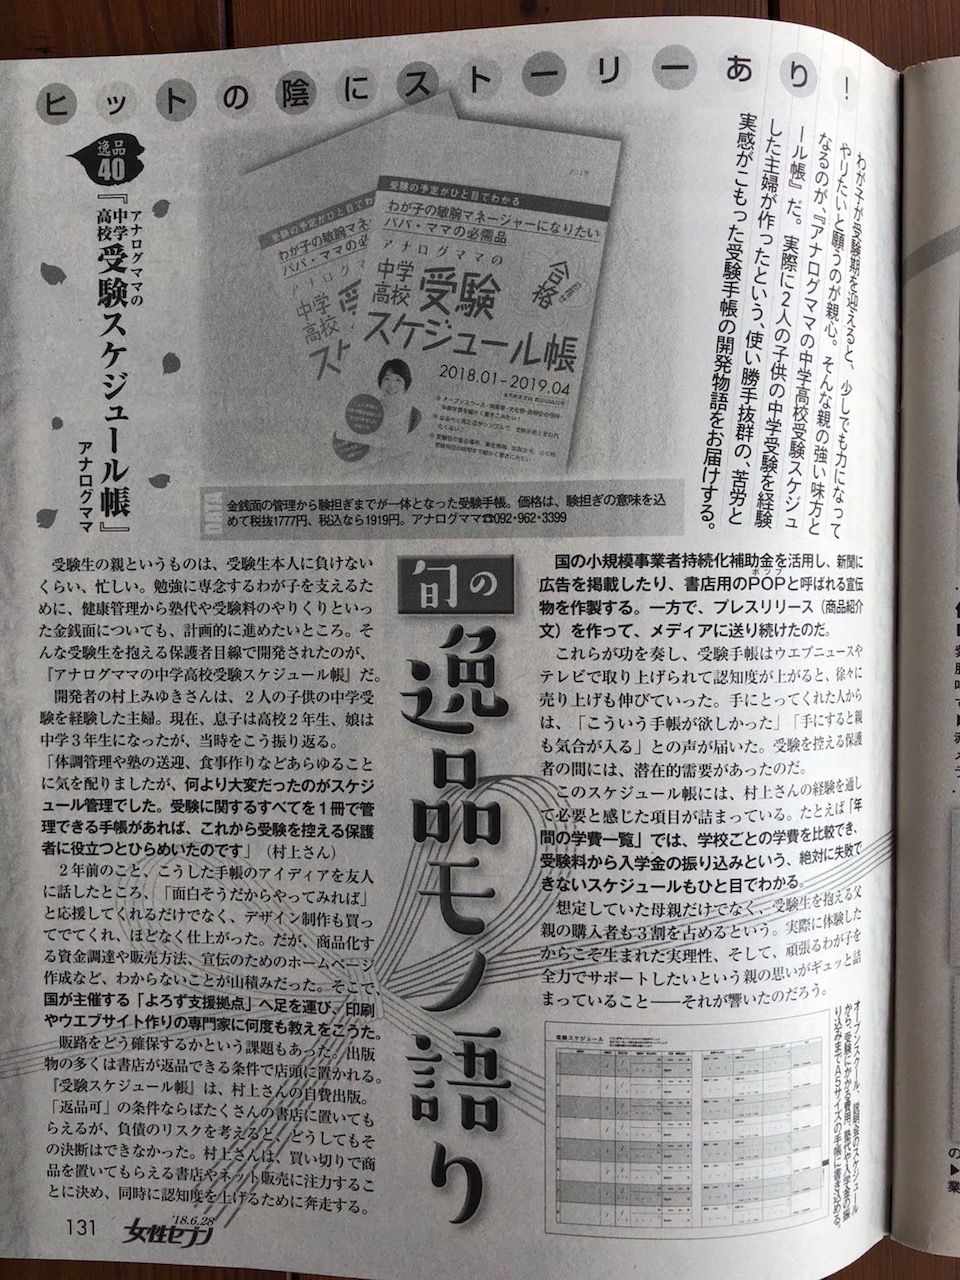 ヒットの陰にストーリーあり!
わが子が受験期を迎えると、少しでも力になって
やりたいと願うのが親心。そんな親の強い味方と
なるのが、『アナログママの中学高校受験スケジュ
ール帳』だ。実際に2人の子供の中学受験を経験
した主婦が作ったという、使い勝手抜群の、苦労と
実感がこもった受験手帳の開発物語をお届けする。
2018
受験の予定がひと目でわかる
わが子の敏腕マネージャーになりたい
パパ・ママの必需品
アナログママの
中学
高校
受験
スケジュール帳
合格
2018.01-2019.04
逸品
40
アナログママの
『中学
高校受験スケジュール帳』
アナログママ
金銭面の管理から験担ぎまでが一体となった受験手帳。価格は、験担ぎの意味を込
めて税抜1777円、税込なら1919円。アナログママ☎092・962・3399
旬の
逸品モノ語り
受験生の親というものは、受験生本人に負けない
くらい、忙しい。勉強に専念するわが子を支えるた
めに、健康管理から塾代や受験料のやりくりといっ
た金銭面についても、計画的に進めたいところ。そ
んな受験生を抱える保護者目線で開発されたのが、
『アナログママの中学高校受験スケジュール帳』だ。
開発者の村上みゆきさんは、2人の子供の中学受
験を経験した主婦。現在、息子は高校2年生、娘は
中学3年生になったが、当時をこう振り返る。
「体調管理や塾の送迎、食事作りなどあらゆること
に気を配りましたが、何より大変だったのがスケジ
ュール管理でした。受験に関するすべてを1冊で管
理できる手帳があれば、これから受験を控える保護
者に役立つとひらめいたのです」(村上さん)
2年前のこと、こうした手帳のアイディアを友人
に話したところ、「面白そうだからやってみれば」
と応援してくれるだけでなく、デザイン制作も買っ
てでてくれ、ほどなく仕上がった。だが、商品化す
る資金調達や販売方法、宣伝のためのホームページ
作成など、わからないことが山積みだった。そこで、
国が主催する「よろず支援拠点」へ足を運び、印刷
やウエブサイト作りの専門家に何度も教えをこうた。
販路をどう確保するかという課題もあった。出版
物の多くは書店が返品できる条件で店頭に置かれる。
『受験スケジュール帳』は、村上さんの自費出版。
「返品可」の条件ならばたくさんの書店に置いても
らえるが、負債のリスクを考えると、どうしてもそ
の決断はできなかった。村上さんは、買い切りで商
品を置いてもらえる書店やネット販売に注力するこ
とに決め、同時に認知度を上げるために奔走する。
国の小規模事業者持続化補助金を活用し、新聞に
広告を掲載したり、書店用のPOPと呼ばれる宣伝
ポップ
物を作製する。一方で、プレスリリース(商品紹介
文)を作って、メディアに送り続けたのだ。
これらが功を奏し、受験手帳はウエブニュースや
テレビで取り上げられて認知度が上がると、徐々に
売り上げも伸びていった。手にとってくれた人から
は、「こういう手帳が欲しかった」「手にすると親
も気合が入る」との声が届いた。受験を控える保護
者の間には、潜在的需要があったのだ。
このスケジュール帳には、村上さんの経験を通し
て必要と感じた項目が詰まっている。たとえば「年
間の学費一覧」では、学校ごとの学費を比較でき、
受験料から入学金の振り込みという、絶対に失敗で
きないスケジュールもひと目でわかる。
想定していた母親だけでなく、受験生を抱える父
親の購入者も3割を占めるという。実際に体験した
からこそ生まれた実理性、そして、頑張るわが子を
全力でサポートしたいという親の思いがギュッと詰
まっていること――それが響いたのだろう。
受験スケジュール
オープンスクール、説明会のスケジュール
から、受験にかかる費用、塾代や入学金の振
り込みまでA5サイズの手帳に書き込める。
131
'18.6.28
女性セブン